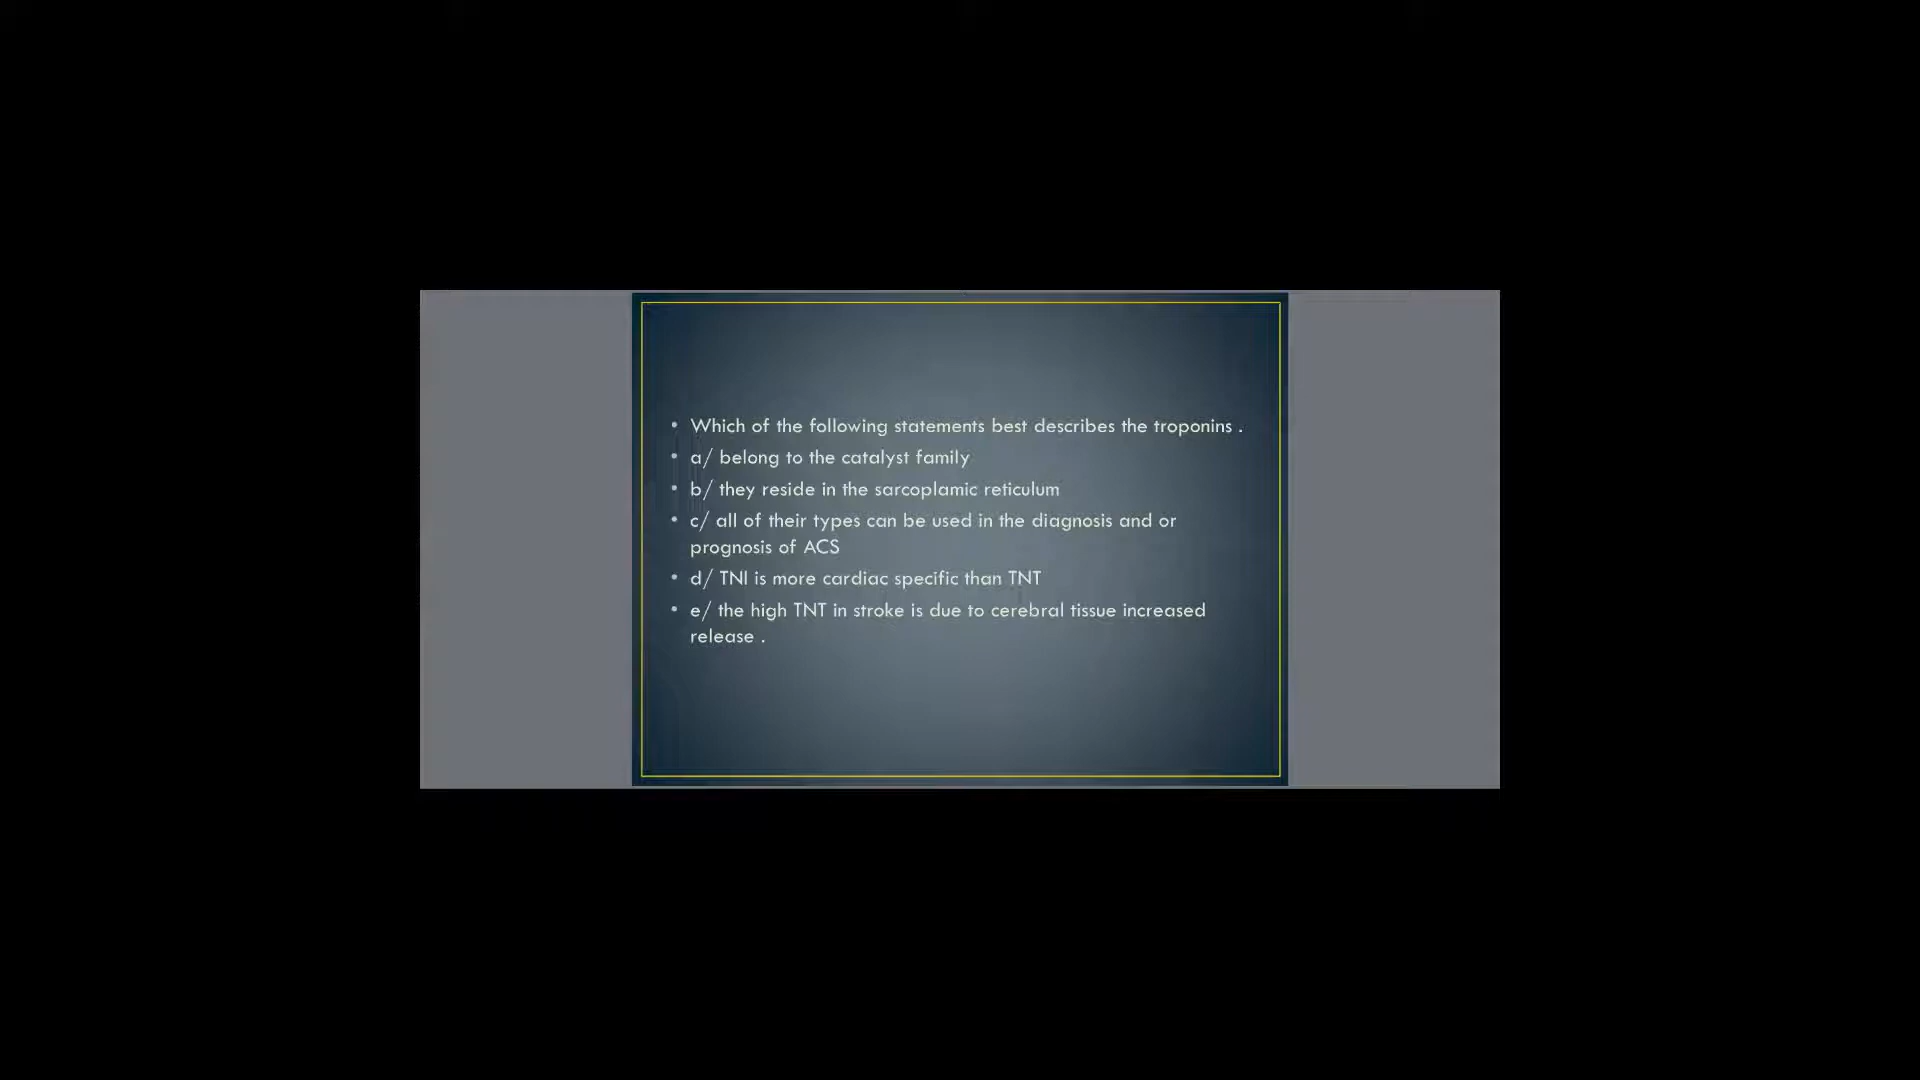 • Which of the following statements best describes the troponins .
• a/ belong to the catalyst family
• b/ they reside in the sarcoplamic reticulum
• c/ all of their types can be used in the diagnosis and or
prognosis of ACS
• d/ TNI is more cardiac specific than TNT
• e/ the high TNT in stroke is due to cerebral tissue increased
release .